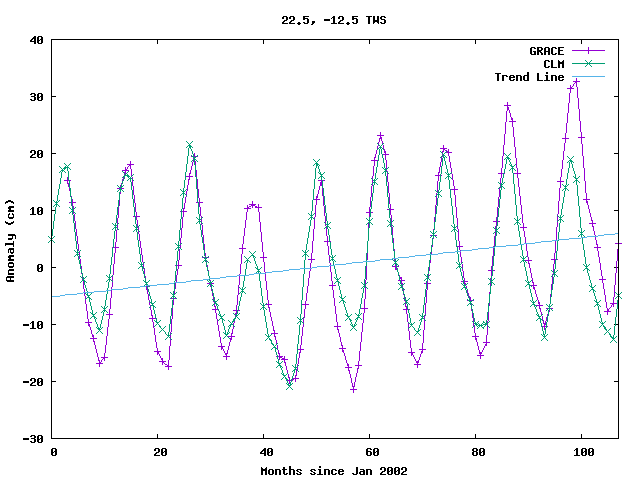 22.5, -12.5 TWS
GRACE
CLM
Trend Line
40
30
20
10
0
-10
-20
-30
Anomaly (cm)
0 20 40 60 80 100
Months since Jan 2002